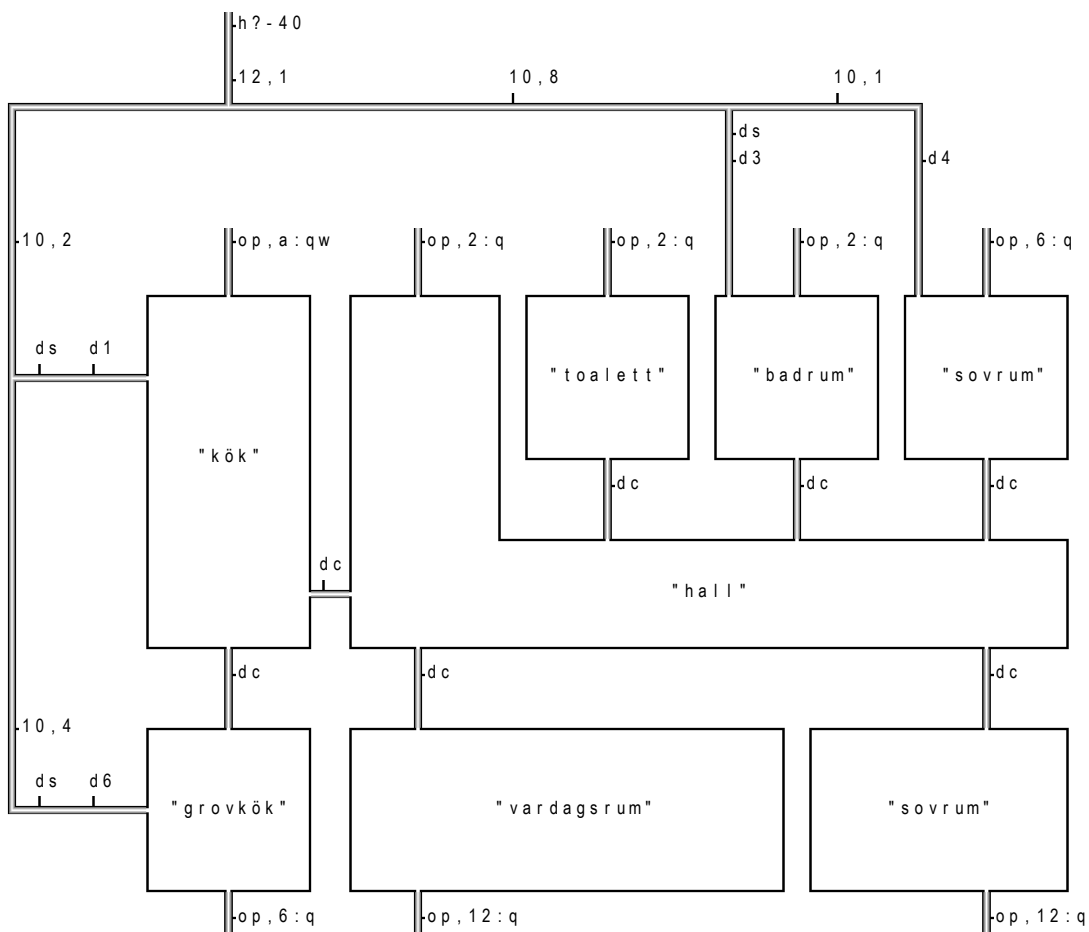 h?-40
12,1
10,8
10,1
ds
d3
d4
10,2
op,a:qw
op,2:q
op,2:q
op,2:q
op,6:q
ds
d1
"toalett"
"badrum"
"sovrum"
"kök"
dc
dc
dc
dc
"hall"
dc
dc
dc
10,4
ds
d6
"grovkök"
"vardagsrum"
"sovrum"
op,6:q
op,12:q
op,12:q